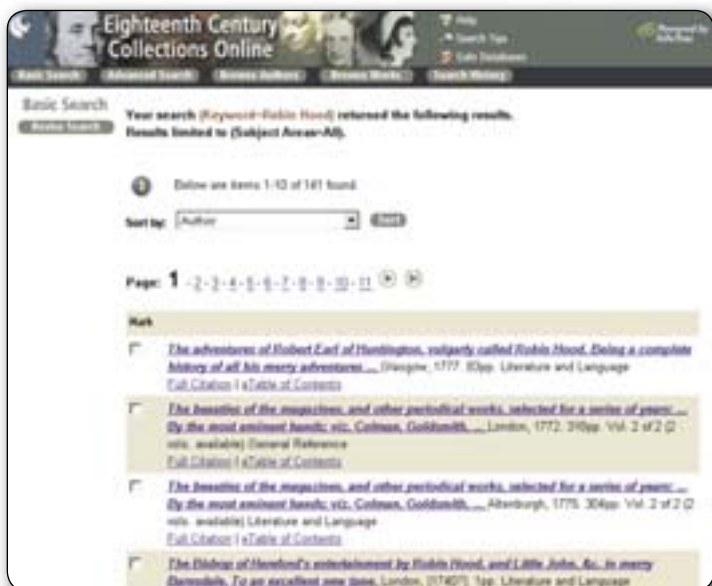 Eighteenth Century
Collections Online
Help
Search Tips
Gale Databases
Powered by
Basic Search Advanced Search Browse Authors Browse Works Search History
Basic Search
Revise Search
Your search (Keyword=Robin Hood) returned the following results.
Results limited to (Subject Areas=All).
Below are items 1-10 of 141 found.
Sort by: Author Sort
Page: 1 - 2 - 3 - 4 - 5 - 6 - 7 - 8 - 9 - 10 - 11
Mark
The adventures of Robert Earl of Huntington, vulgarly called Robin Hood. Being a complete
history of all his merry adventures ... Glasgow, 1777. 83pp. Literature and Language
Full Citation | eTable of Contents
The beauties of the magazines, and other periodical works, selected for a series of years: ...
By the most eminent hands; viz. Colman, Goldsmith, ... London, 1772. 316pp. Vol. 2 of 2 (2
vols. available) General Reference
Full Citation | eTable of Contents
The beauties of the magazines, and other periodical works, selected for a series of years: ...
By the most eminent hands; viz. Colman, Goldsmith, ... Altenburgh, 1775. 304pp. Vol. 2 of 2 (2
vols. available) Literature and Language
Full Citation | eTable of Contents
The Bishop of Hereford's entertainment by Robin Hood, and Little John, &c. in merry
Barnsdale. To an excellent new tune. London, [1740?]. 1pp. Literature and Language